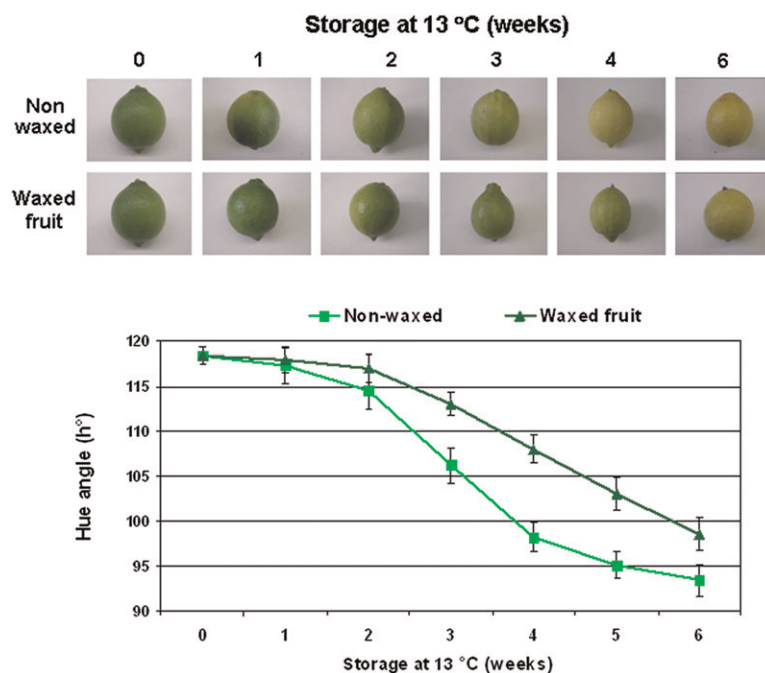 Storage at 13 ºC (weeks)
0 1 2 3 4 6
Non
waxed
Waxed
fruit
Non-waxed Waxed fruit
120
115
110
105
100
95
90
Hue angle (h°)
0 1 2 3 4 5 6
Storage at 13 °C (weeks)